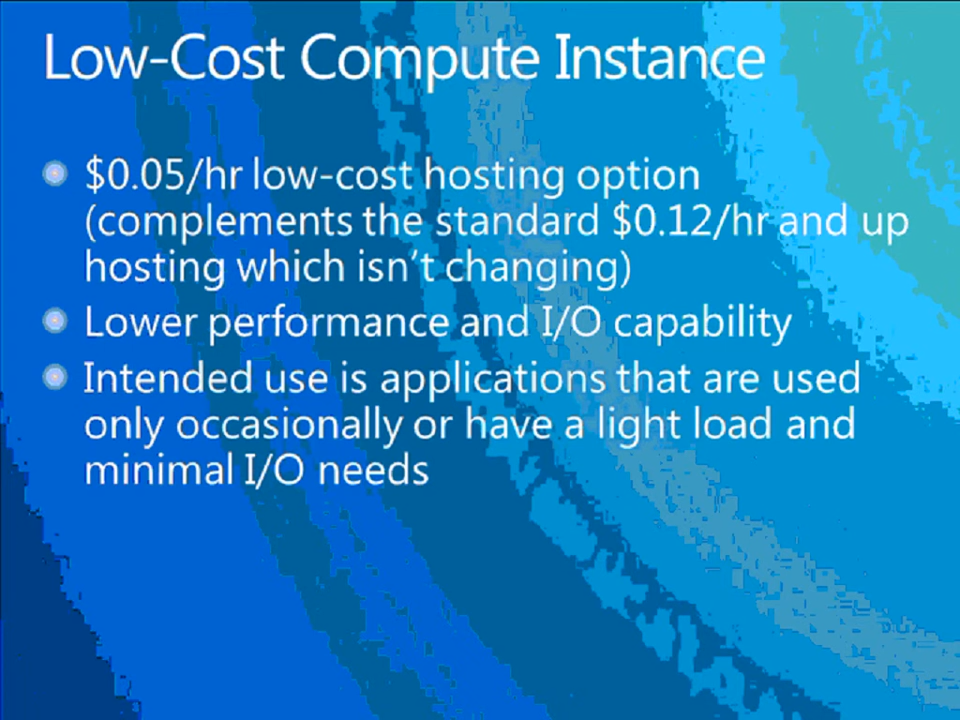 Low-Cost Compute Instance
$0.05/hr low-cost hosting option
(complements the standard $0.12/hr and up
hosting which isn't changing)
Lower performance and I/O capability
Intended use is applications that are used
only occasionally or have a light load and
minimal I/O needs